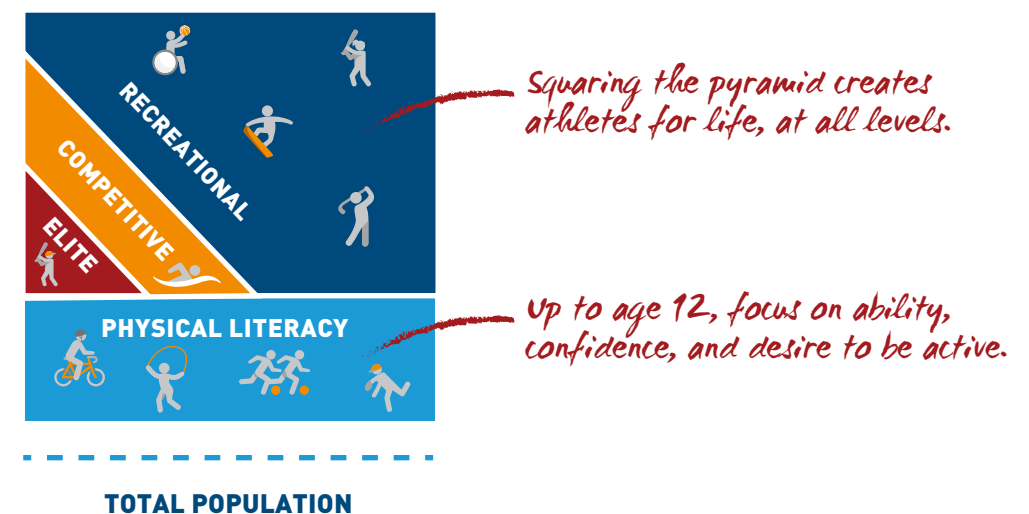 RECREATIONAL
COMPETITIVE
ELITE
Squaring the pyramid creates
athletes for life, at all levels.
PHYSICAL LITERACY
Up to age 12, focus on ability,
confidence, and desire to be active.
TOTAL POPULATION